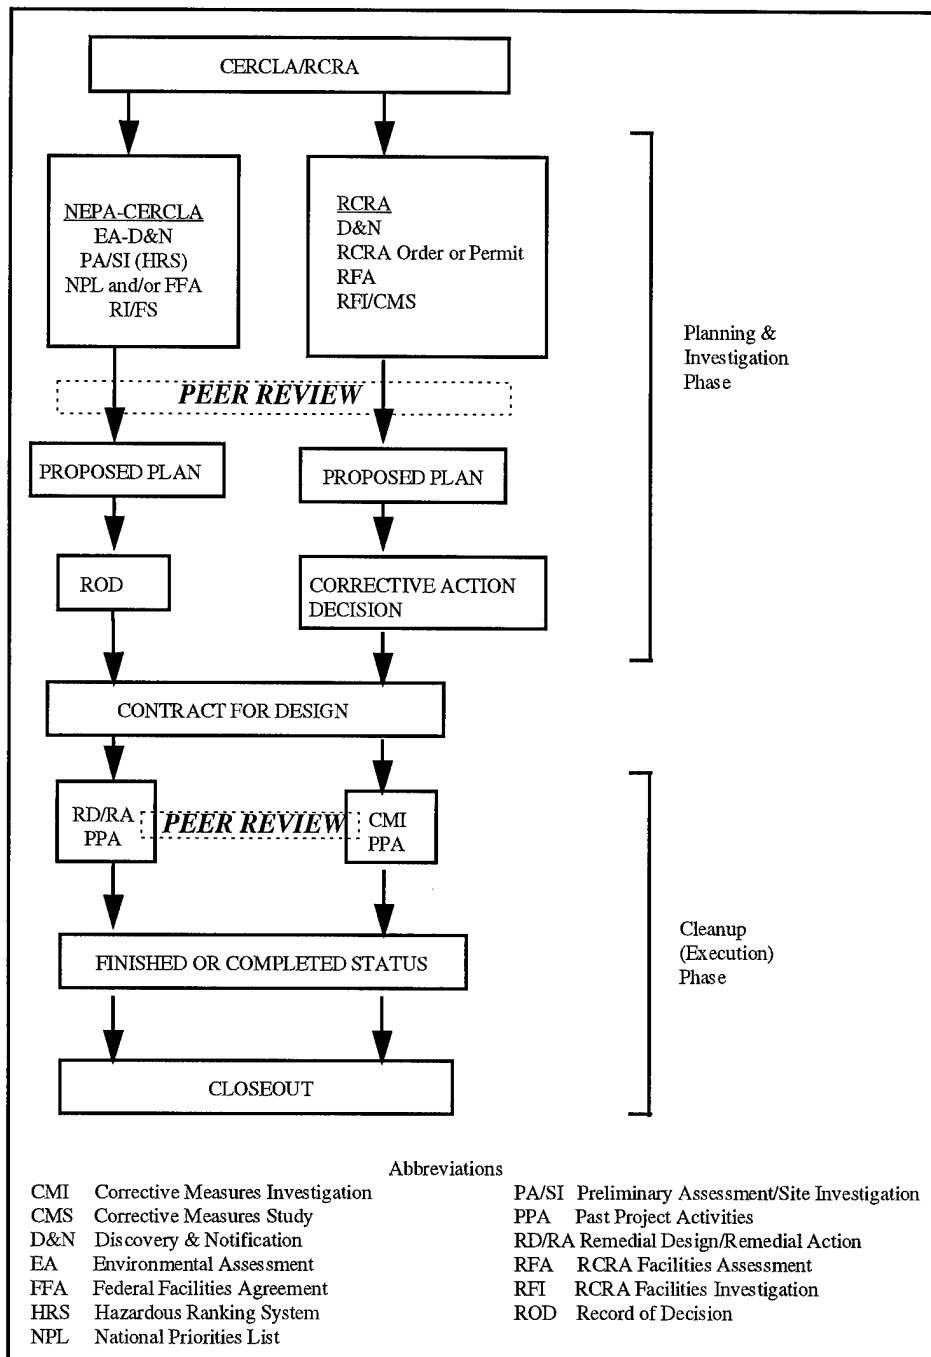 CERCLA/RCRA
NEPA-CERCLA
EA-D&N
PA/SI (HRS)
NPL and/or FFA
RI/FS
RCRA
D&N
RCRA Order or Permit
RFA
RFI/CMS
Planning &
Investigation
Phase
PEER REVIEW
PROPOSED PLAN
PROPOSED PLAN
ROD
CORRECTIVE ACTION
DECISION
CONTRACT FOR DESIGN
RD/RA
PPA
PEER REVIEW
CMI
PPA
Cleanup
(Execution)
Phase
FINISHED OR COMPLETED STATUS
CLOSEOUT
Abbreviations
CMI Corrective Measures Investigation
CMS Corrective Measures Study
D&N Discovery & Notification
EA Environmental Assessment
FFA Federal Facilities Agreement
HRS Hazardous Ranking System
NPL National Priorities List
PA/SI Preliminary Assessment/Site Investigation
PPA Past Project Activities
RD/RA Remedial Design/Remedial Action
RFA RCRA Facilities Assessment
RFI RCRA Facilities Investigation
ROD Record of Decision